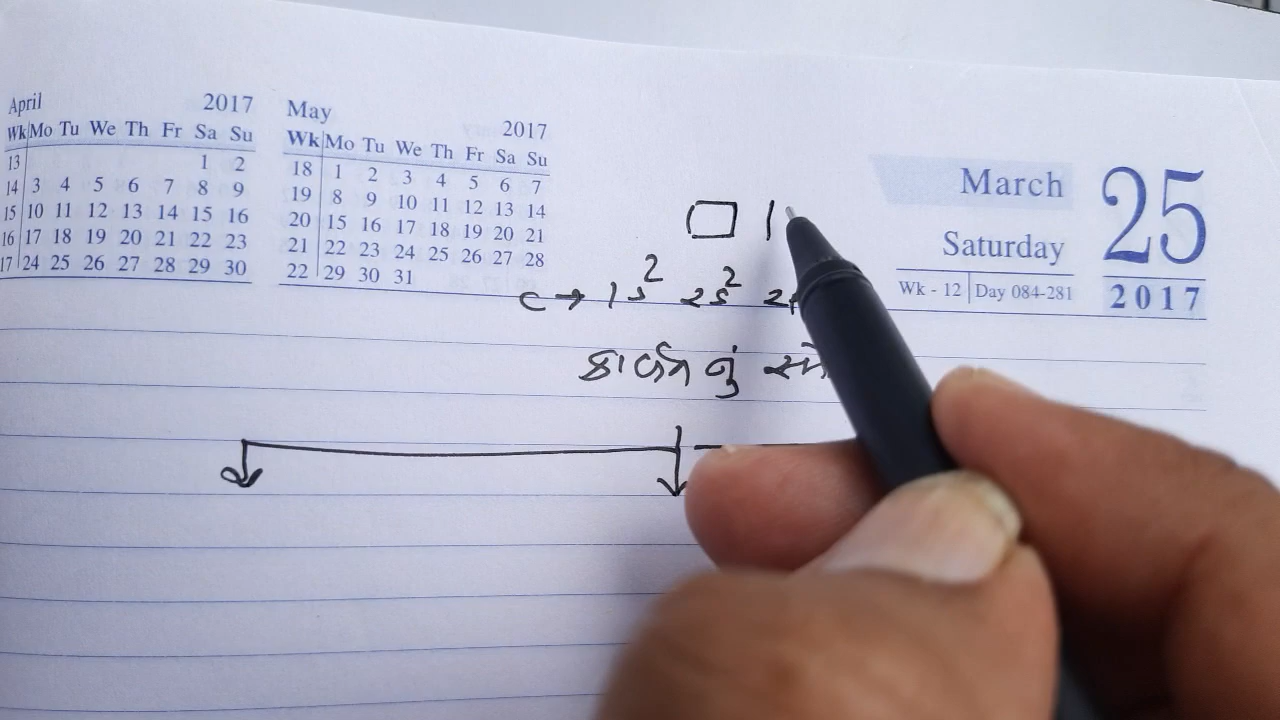 April 2017
Wk Mo Tu We Th Fr Sa Su
13 1 2
14 3 4 5 6 7 8 9
15 10 11 12 13 14 15 16
16 17 18 19 20 21 22 23
17 24 25 26 27 28 29 30
May 2017
Wk Mo Tu We Th Fr Sa Su
18 1 2 3 4 5 6 7
19 8 9 10 11 12 13 14
20 15 16 17 18 19 20 21
21 22 23 24 25 26 27 28
22 29 30 31
March 25
Saturday
Wk - 12 Day 084-281 2017
C → 1s² 2s² 2p
કાર્બન નું